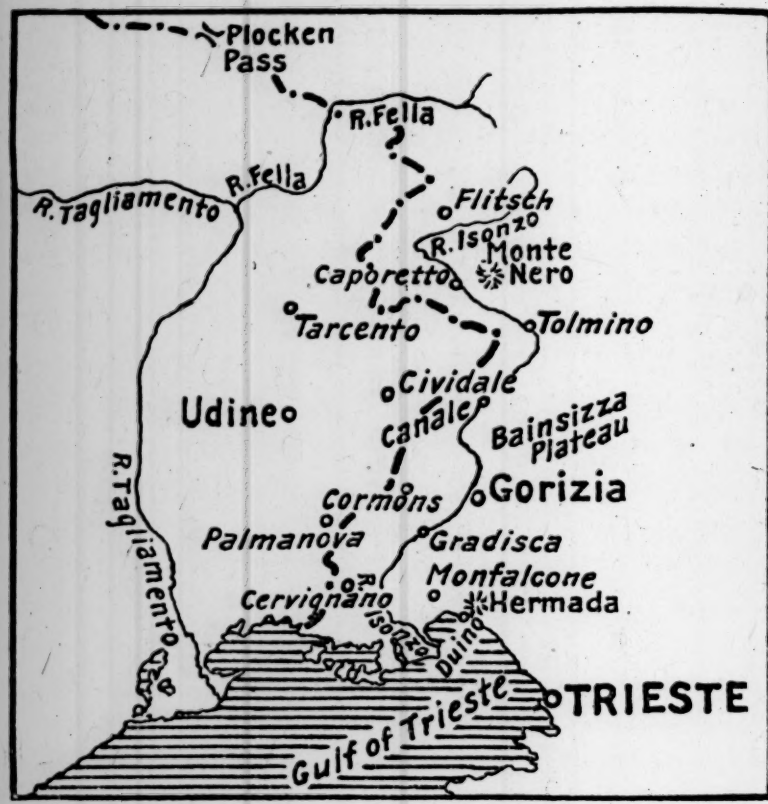 Plocken
Pass
R.Fella
R.Fella
R.Tagliamento
Flitsch
R. Isonzo
Monte
Nero
Caporetto
Tarcento
Tolmino
Cividale
Canale
Udine
Bainsizza
Plateau
Gorizia
Cormons
R.Tagliamento
Palmanova
Gradisca
Monfalcone
Cervignano
R.
Isonzo
Hermada
Duino
TRIESTE
Gulf of Trieste